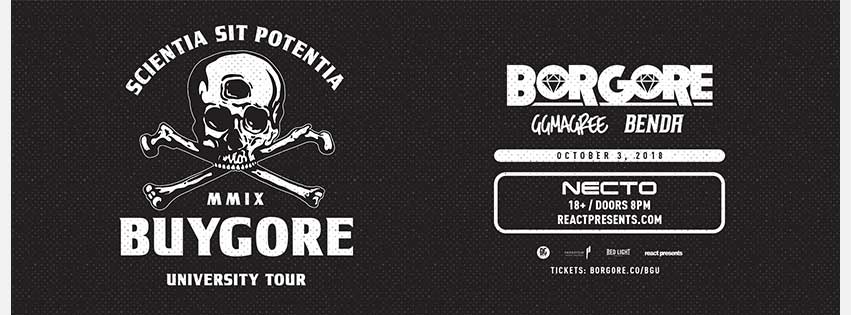 SCIENTIA SIT POTENTIA
MMIX
BUYGORE
UNIVERSITY TOUR
BORGORE
GGMAGREE BENDA
OCTOBER 3, 2018
NECTO
18+ / DOORS 8PM
REACTPRESENTS.COM
RED LIGHT react presents
TICKETS: BORGORE.CO/BGU